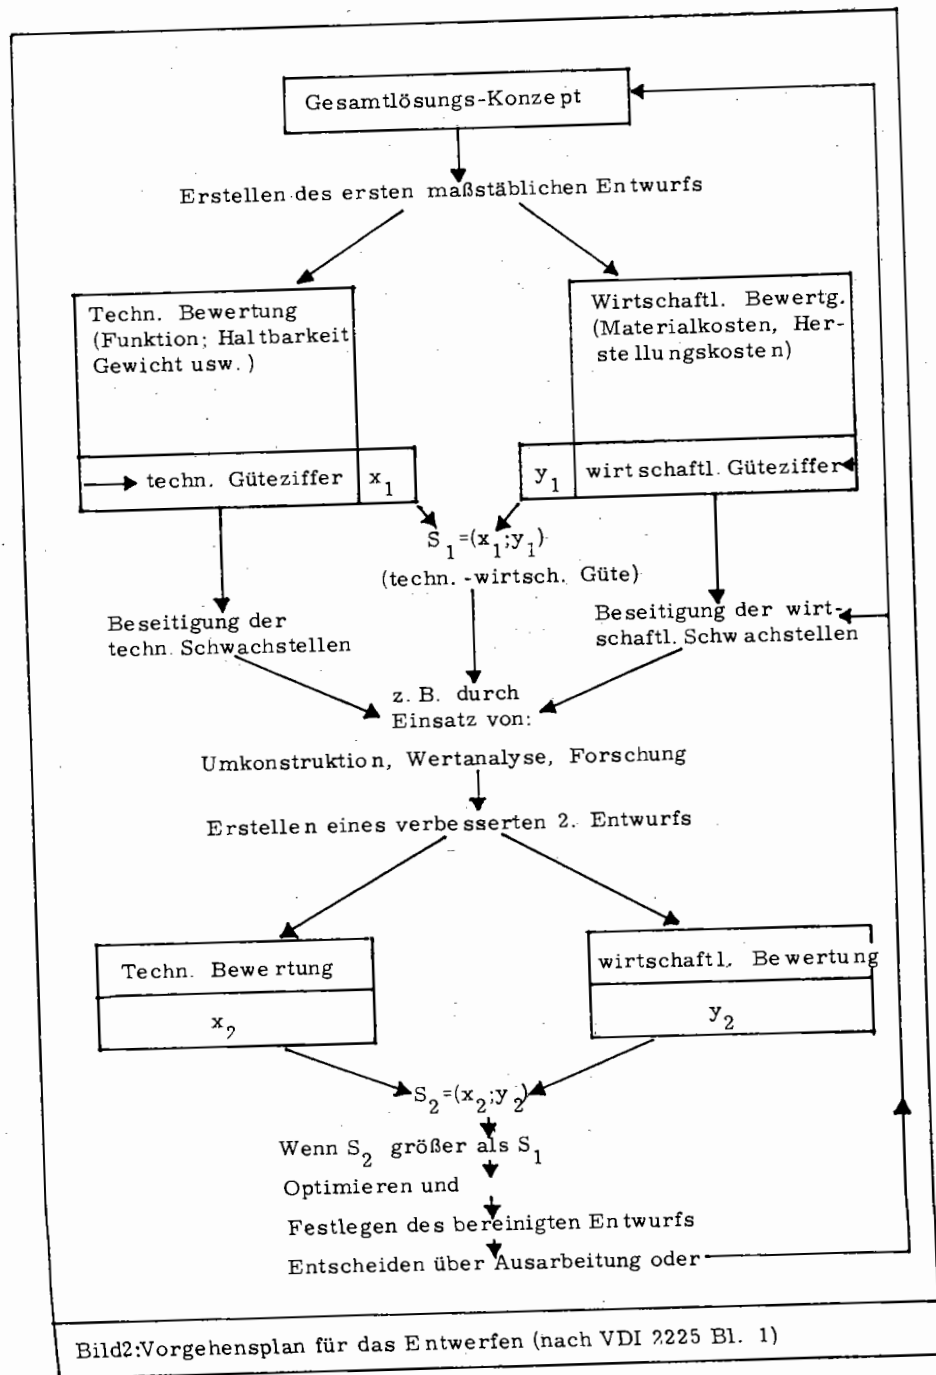 Gesamtlösungs-Konzept
Erstellen des ersten maßstäblichen Entwurfs
Techn. Bewertung
(Funktion; Haltbarkeit
Gewicht usw.)
techn. Güteziffer x1
Wirtschaftl. Bewertg.
(Materialkosten, Her-
stellungskosten)
y1 wirtschaftl. Güteziffer
S1=(x1;y1)
(techn.-wirtsch. Güte)
Beseitigung der
techn. Schwachstellen
Beseitigung der wirt-
schaftl. Schwachstellen
z. B. durch
Einsatz von:
Umkonstruktion, Wertanalyse, Forschung
Erstellen eines verbesserten 2. Entwurfs
Techn. Bewertung
x2
wirtschaftl. Bewertung
y2
S2=(x2;y2)
Wenn S2 größer als S1
Optimieren und
Festlegen des bereinigten Entwurfs
Entscheiden über Ausarbeitung oder
Bild2:Vorgehensplan für das Entwerfen (nach VDI 2225 Bl. 1)